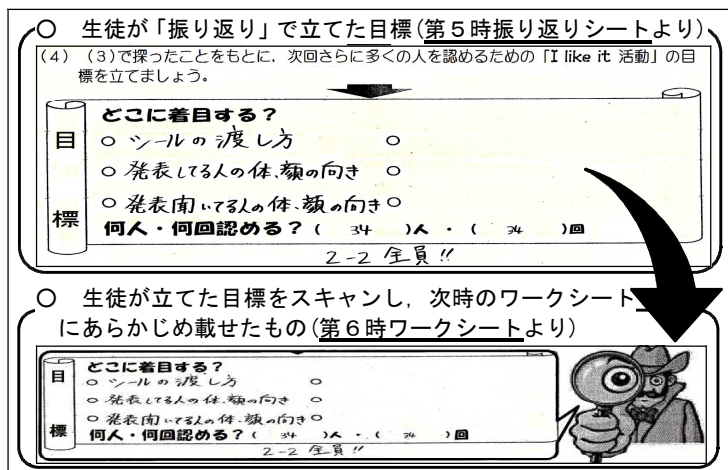 ○　生徒が「振り返り」で立てた目標(第５時振り返りシートより)
(4)　(3)で探ったことをもとに，次回さらに多くの人を認めるための「I like it 活動」の目
標を立てましょう。
目標
どこに着目する？
○ シールの渡し方　○
○ 発表してる人の体、顔の向き ○
○ 発表聞いてる人の体、顔の向き ○
何人・何回認める？（　34　）人 ・（　34　）回
2-2 全員!!
○　生徒が立てた目標をスキャンし，次時のワークシート
にあらかじめ載せたもの(第６時ワークシートより)
目標
どこに着目する？
○ シールの渡し方　○
○ 発表してる人の体、顔の向き ○
○ 発表聞いてる人の体、顔の向き ○
何人・何回認める？（　34　）人 ・（　34　）回
2-2 全員!!